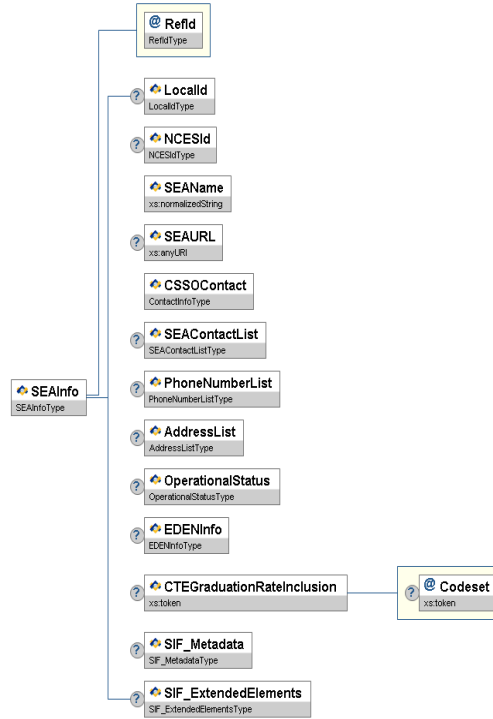 @ RefId
RefIdType
? LocalId
LocalIdType
? NCESId
NCESIdType
SEAName
xs:normalizedString
? SEAURL
xs:anyURI
CSSOContact
ContactInfoType
? SEAContactList
SEAContactListType
SEAInfo
SEAInfoType
? PhoneNumberList
PhoneNumberListType
? AddressList
AddressListType
? OperationalStatus
OperationalStatusType
? EDENInfo
EDENInfoType
? CTEGraduationRateInclusion
xs:token
? @ Codeset
xs:token
? SIF_Metadata
SIF_MetadataType
? SIF_ExtendedElements
SIF_ExtendedElementsType